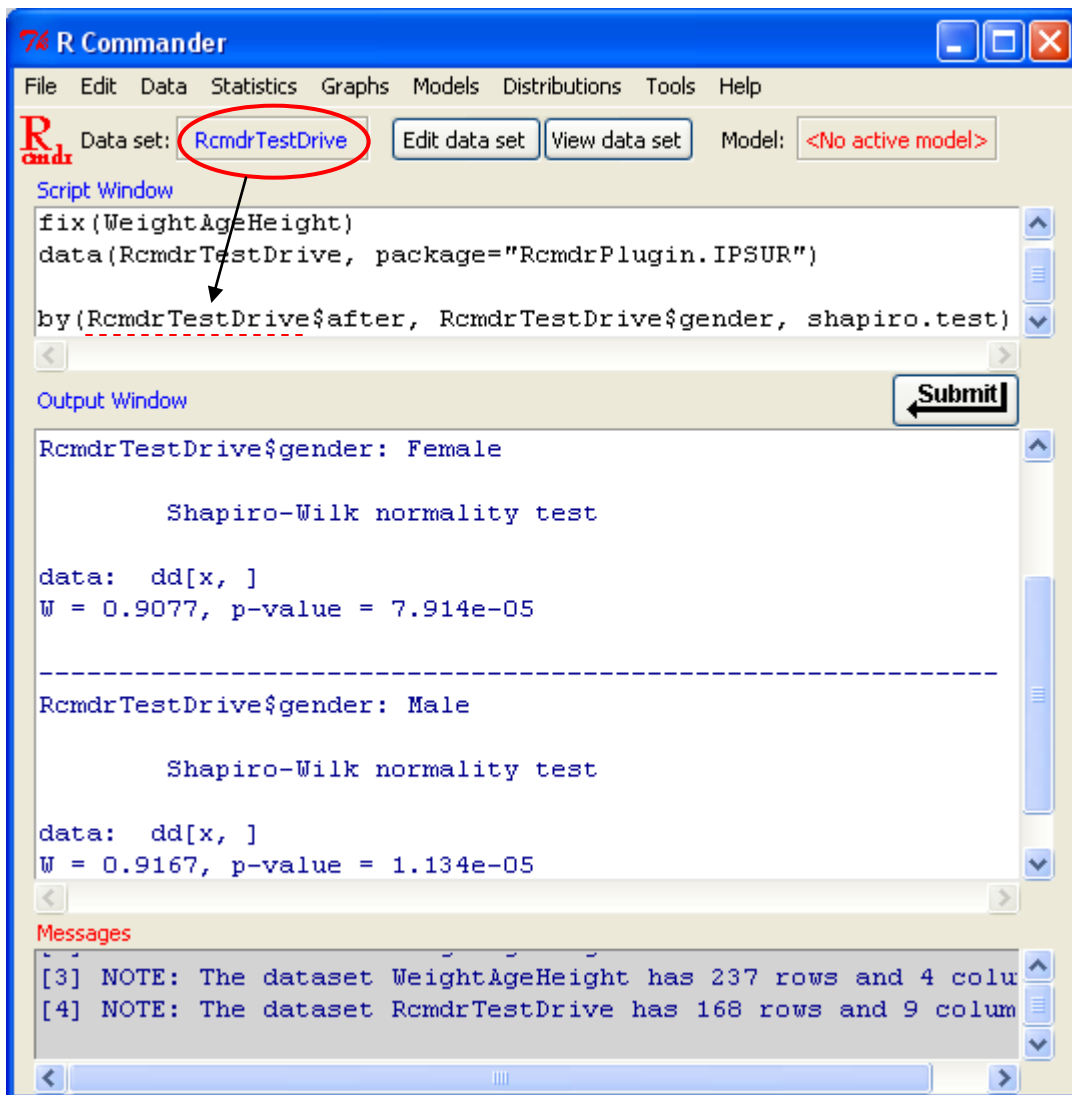 R Commander
File Edit Data Statistics Graphs Models Distributions Tools Help
R cmdr Data set: RcmdrTestDrive Edit data set View data set Model: <No active model>
Script Window
fix(WeightAgeHeight)
data(RcmdrTestDrive, package="RcmdrPlugin.IPSUR")
by(RcmdrTestDrive$after, RcmdrTestDrive$gender, shapiro.test)
Submit
Output Window
RcmdrTestDrive$gender: Female
Shapiro-Wilk normality test
data: dd[x, ]
W = 0.9077, p-value = 7.914e-05
------------------------------------------------------------
RcmdrTestDrive$gender: Male
Shapiro-Wilk normality test
data: dd[x, ]
W = 0.9167, p-value = 1.134e-05
Messages
[3] NOTE: The dataset WeightAgeHeight has 237 rows and 4 colu
[4] NOTE: The dataset RcmdrTestDrive has 168 rows and 9 colum